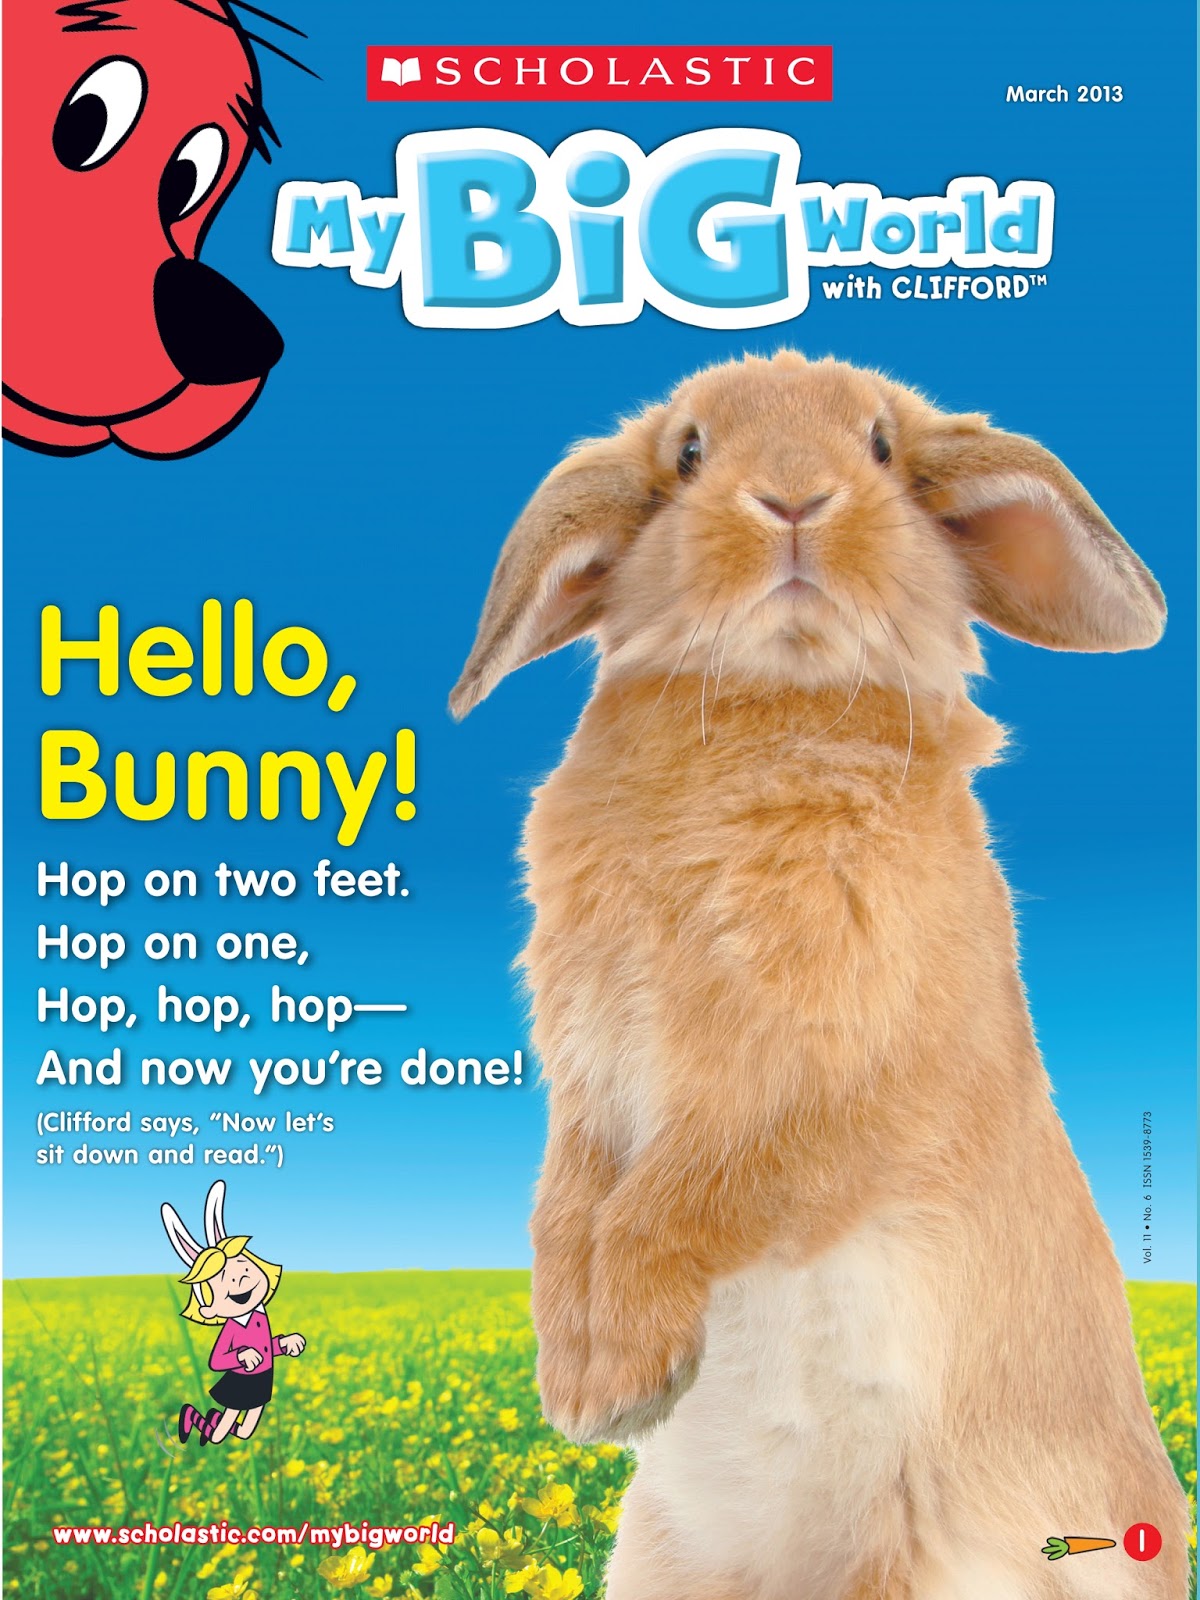 SCHOLASTIC
March 2013
My BiG World
with CLIFFORD™
Hello,
Bunny!
Hop on two feet.
Hop on one,
Hop, hop, hop—
And now you're done!
(Clifford says, "Now let's
sit down and read.")
Vol. 11 • No. 6 ISSN 1539-8773
www.scholastic.com/mybigworld
1